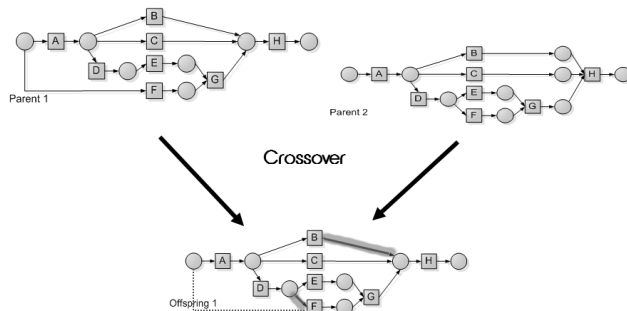 B
A C H
D E
F G
Parent 1
B
A C H
D E
F G
Parent 2
Crossover
B
A C H
D E
G
Offspring 1 F